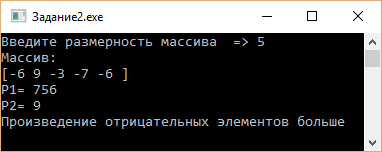 Задание2.exe
Введите размерность массива  => 5
Массив:
[-6 9 -3 -7 -6 ]
P1= 756
P2= 9
Произведение отрицательных элементов больше